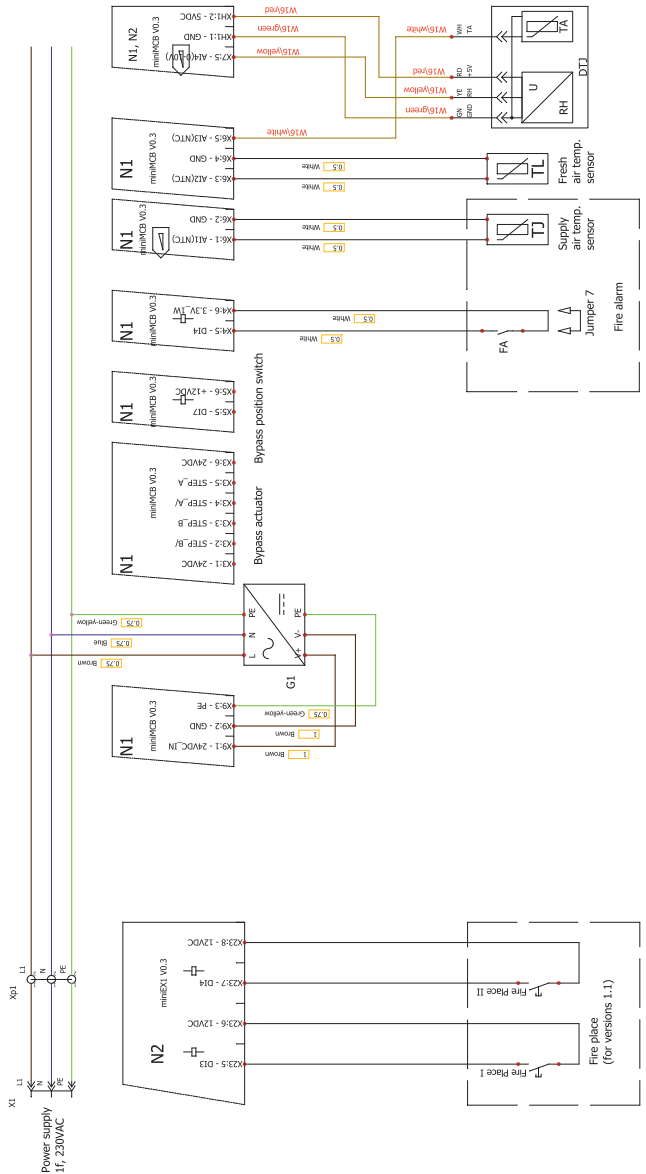 N1, N2
miniMCB V0.3
XH1:2 - 5VDC
XH1:1 - GND
X7:5 - AI4(0-10V)
W16\red
W16\green
W16\yellow
W16\white
W16\red
W16\yellow
W16\green
WH
TA
RD
+5V
YE
RH
GN
GND
TA
U
RH
DTJ
N1
miniMCB V0.3
X6:5 - AI3(NTC)
X6:4 - GND
X6:3 - AI2(NTC)
W16\white
White 0.5
White 0.5
TL
Fresh
air temp.
sensor
N1
miniMCB V0.3
X6:2 - GND
X6:1 - AI1(NTC)
White 0.5
White 0.5
TJ
Supply
air temp.
sensor
N1
miniMCB V0.3
X4:6 - 3.3V_1W
X4:5 - DI4
White 0.5
White 0.5
FA
Jumper 7
Fire alarm
N1
miniMCB V0.3
X5:6 - +12VDC
X5:5 - DI7
Bypass position switch
N1
miniMCB V0.3
X3:6 - 24VDC
X3:5 - STEP_A
X3:4 - STEP_A/
X3:3 - STEP_B
X3:2 - STEP_B/
X3:1 - 24VDC
Bypass actuator
Green-yellow 0.75
Blue 0.75
Brown 0.75
PE
N
L
PE
V-
V+
G1
N1
miniMCB V0.3
X9:3 - PE
X9:2 - GND
X9:1 - 24VDC_IN
Green-yellow 0.75
Brown 1
Brown 1
N2
miniEX1 V0.3
X23:8 - 12VDC
X23:7 - DI4
X23:6 - 12VDC
X23:5 - DI3
Fire Place II
Fire Place I
Fire place
(for versions 1.1)
Xp1
L1
N
PE
X1
L1
N
PE
Power supply
1f, 230VAC